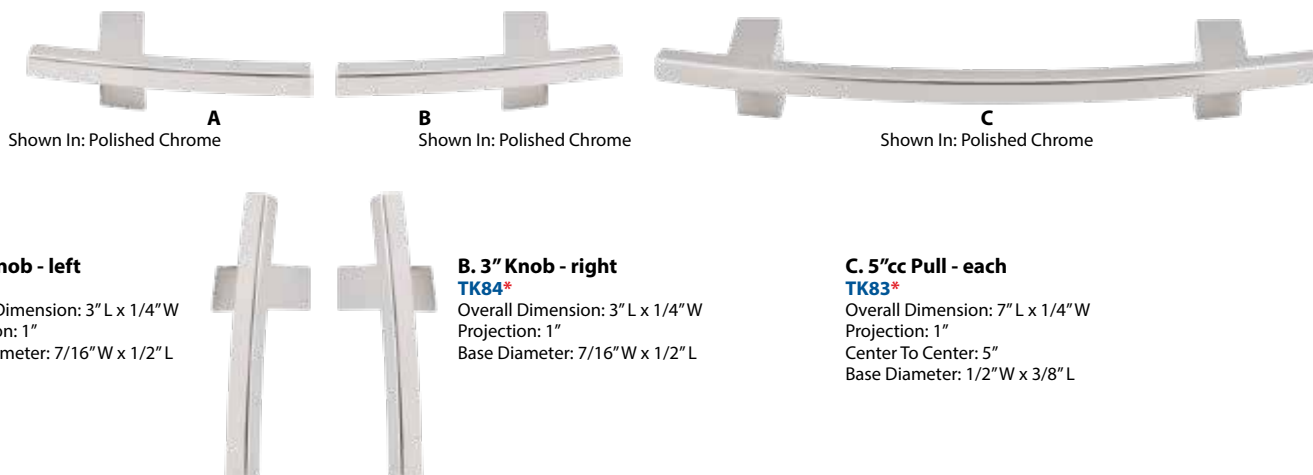 A
Shown In: Polished Chrome
B
Shown In: Polished Chrome
C
Shown In: Polished Chrome
nob - left
Dimension: 3” L x 1/4” W
on: 1”
meter: 7/16” W x 1/2” L
B. 3” Knob - right
TK84*
Overall Dimension: 3” L x 1/4” W
Projection: 1”
Base Diameter: 7/16” W x 1/2” L
C. 5”cc Pull - each
TK83*
Overall Dimension: 7” L x 1/4” W
Projection: 1”
Center To Center: 5”
Base Diameter: 1/2” W x 3/8” L